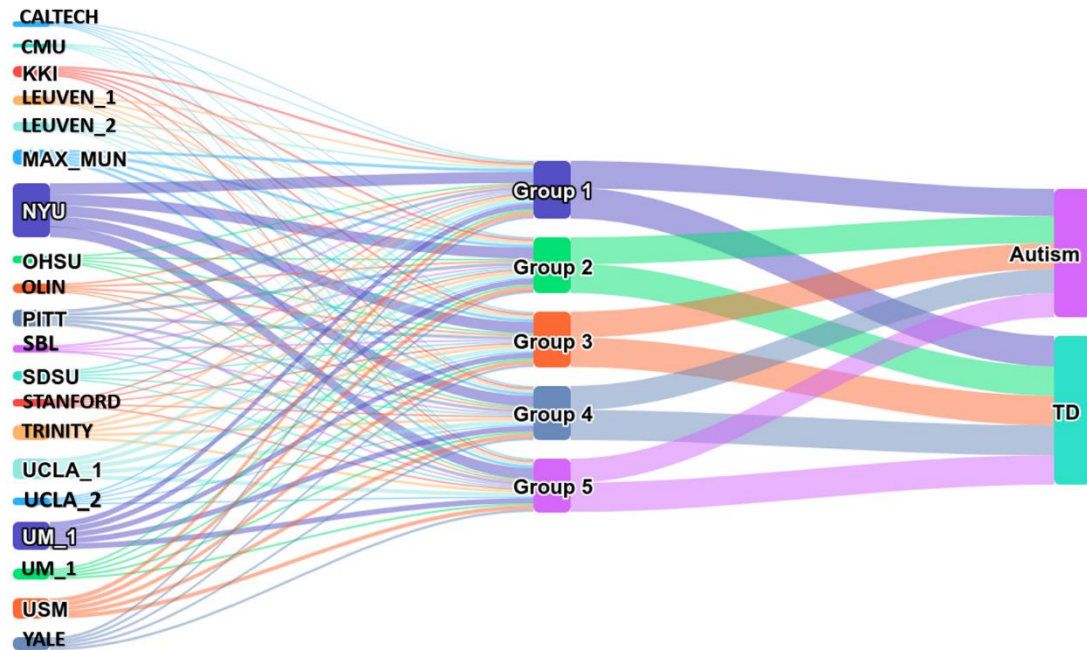 CALTECH
CMU
KKI
LEUVEN_1
LEUVEN_2
MAX_MUN
NYU
OHSU
OLIN
PITT
SBL
SDSU
STANFORD
TRINITY
UCLA_1
UCLA_2
UM_1
UM_1
USM
YALE
Group 1
Group 2
Group 3
Group 4
Group 5
Autism
TD